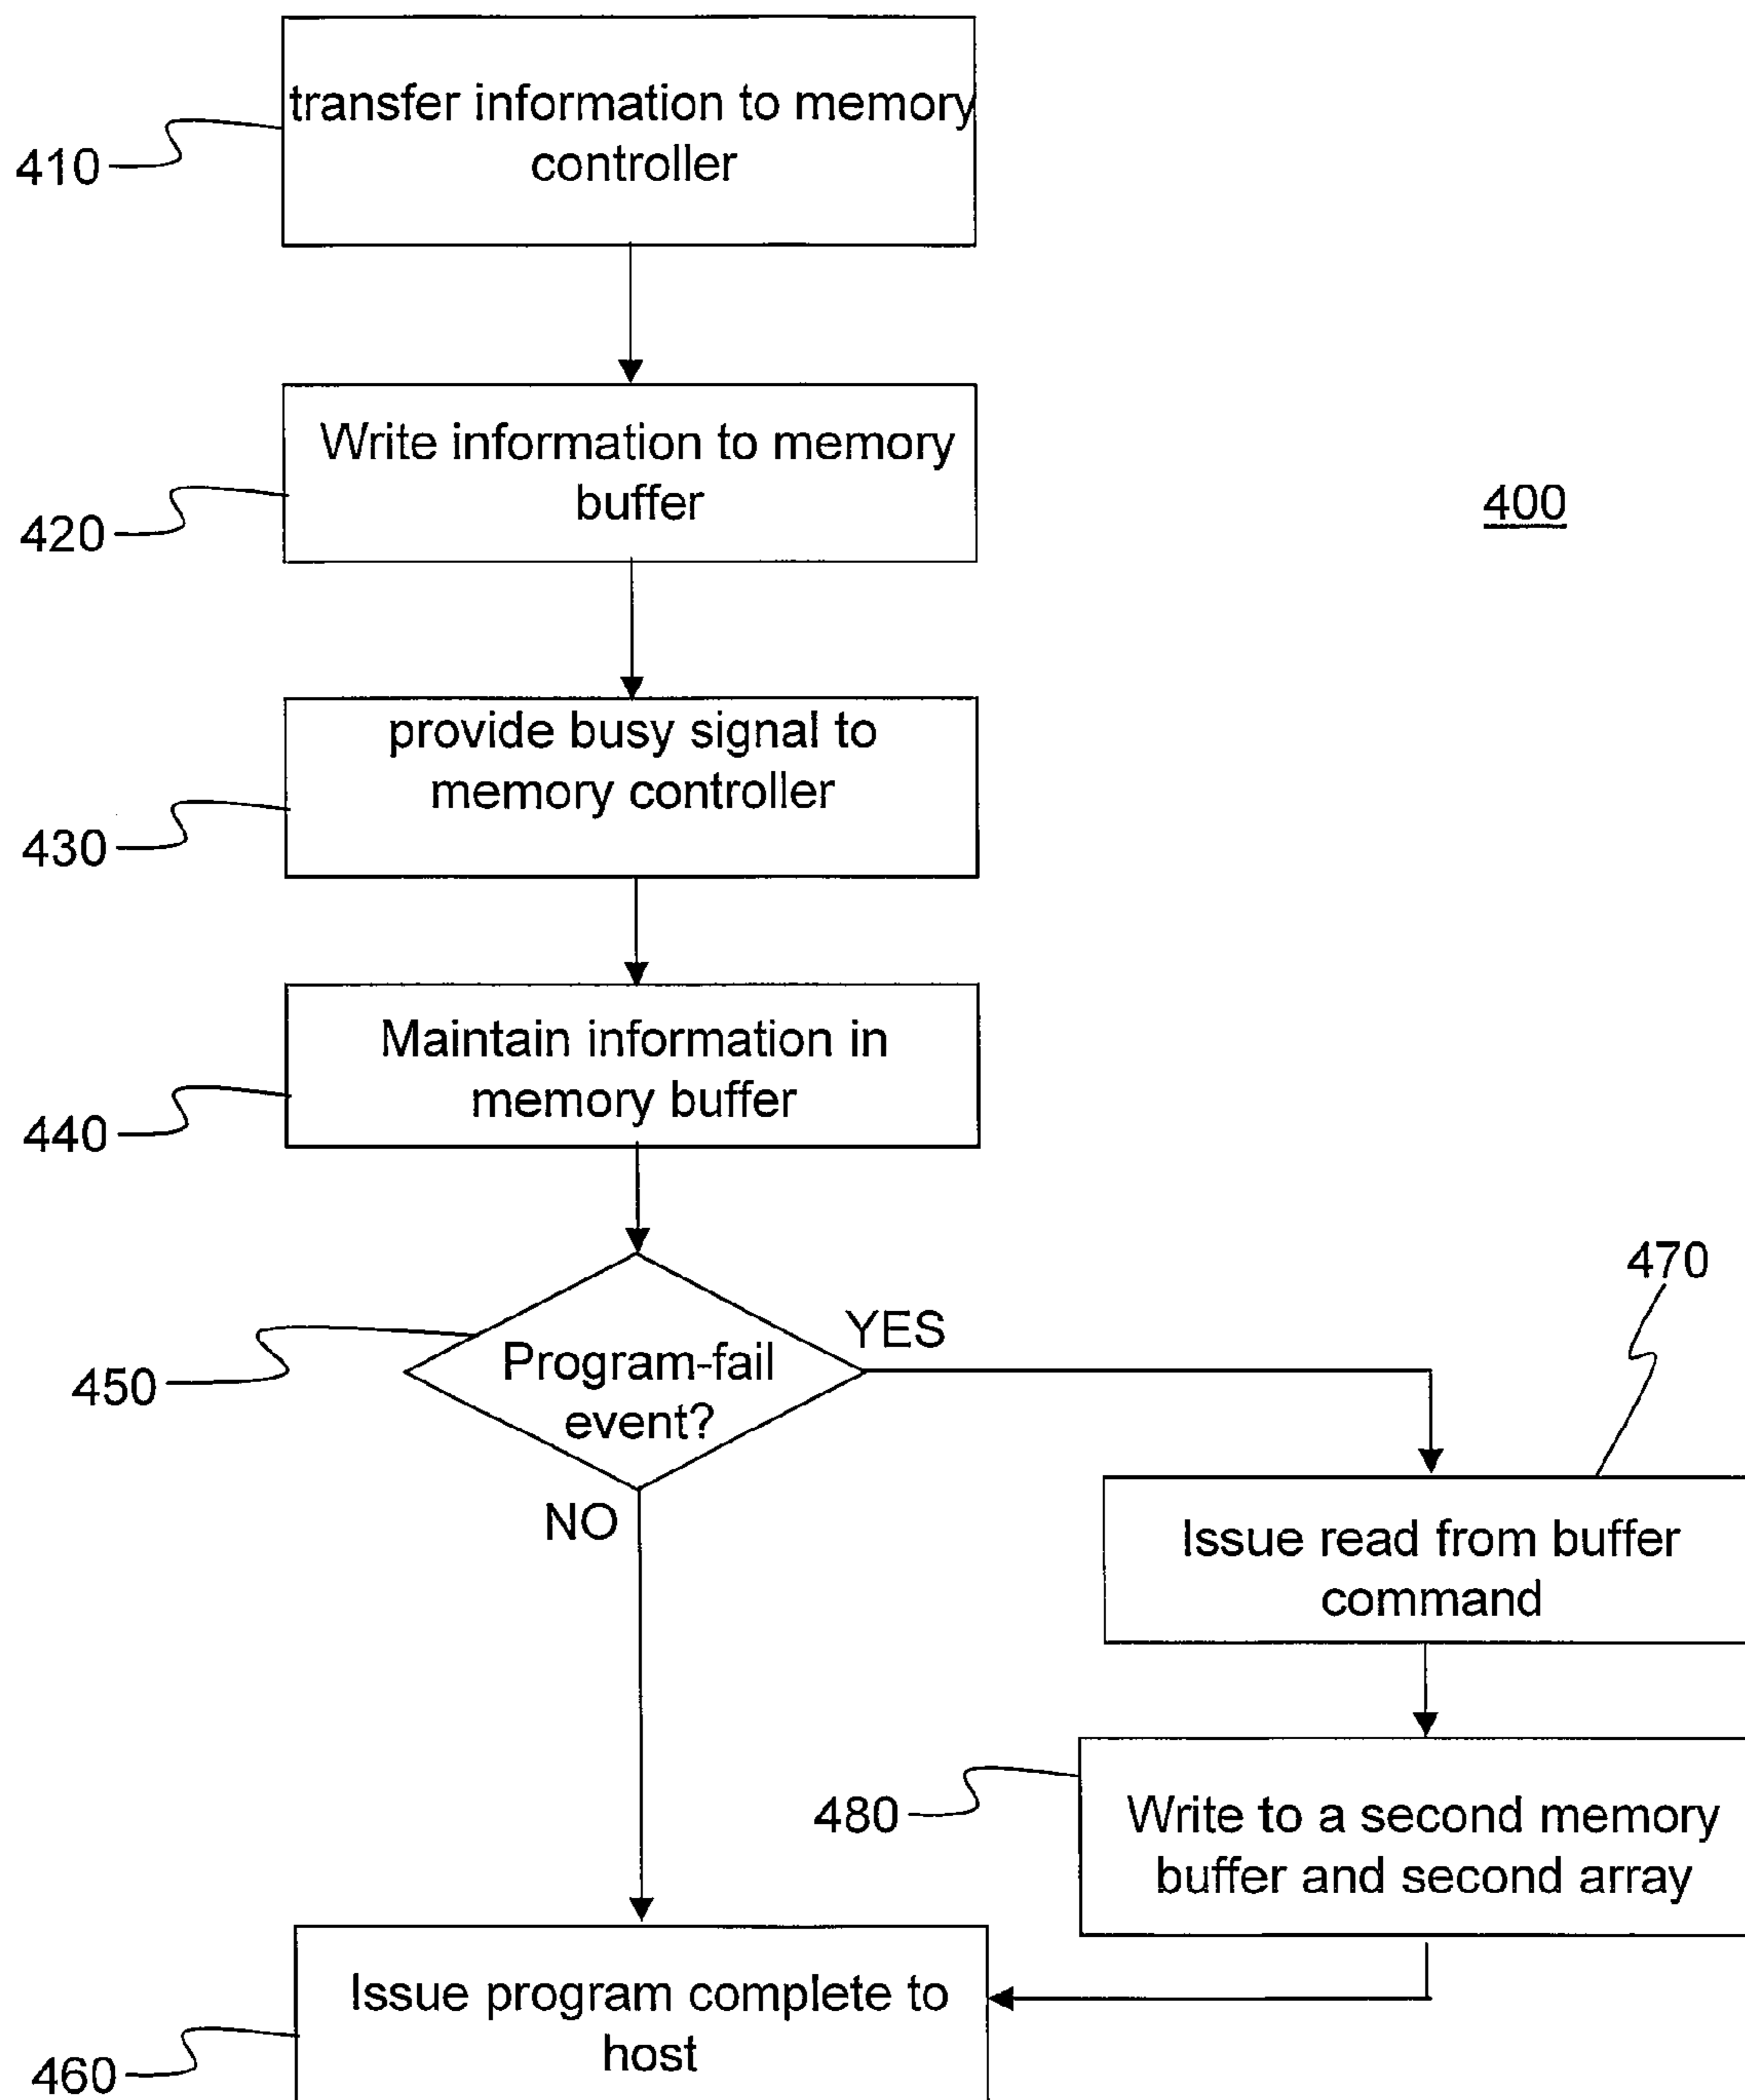 transfer information to memory
controller
410
Write information to memory
buffer
420
400
provide busy signal to
memory controller
430
Maintain information in
memory buffer
440
470
YES
Program-fail
event?
450
NO
Issue read from buffer
command
480
Write to a second memory
buffer and second array
Issue program complete to
host
460